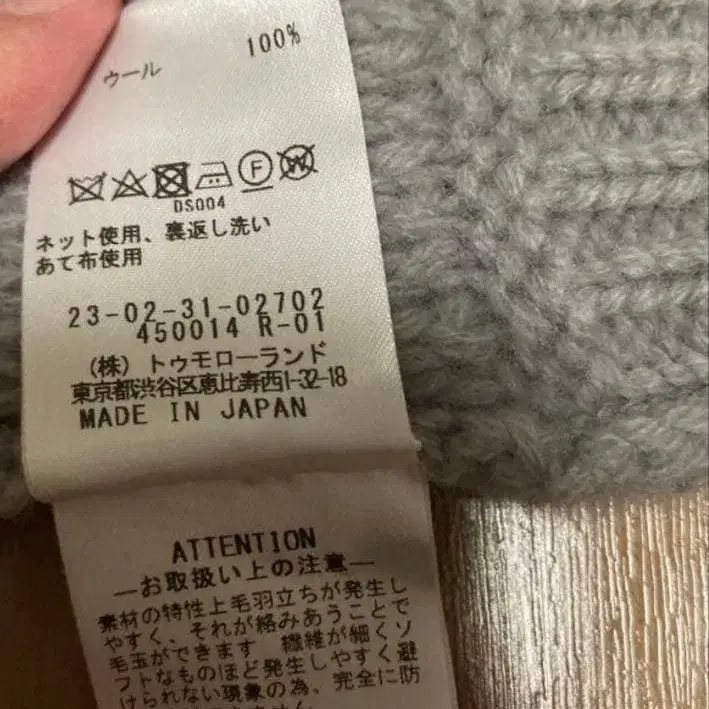 ウール 100%
F W
DS004
ネット使用、裏返し洗い
あて布使用
23-02-31-02702
450014 R-01
(株) トゥモローランド
東京都渋谷区恵比寿西1-32-18
MADE IN JAPAN
ATTENTION
―お取扱い上の注意―
素材の特性上毛羽立ちが発生し
やすく、それが絡みあうことで
毛玉ができます 繊維が細くソ
フトなものほど発生しやすく避
けられない現象の為、完全に防